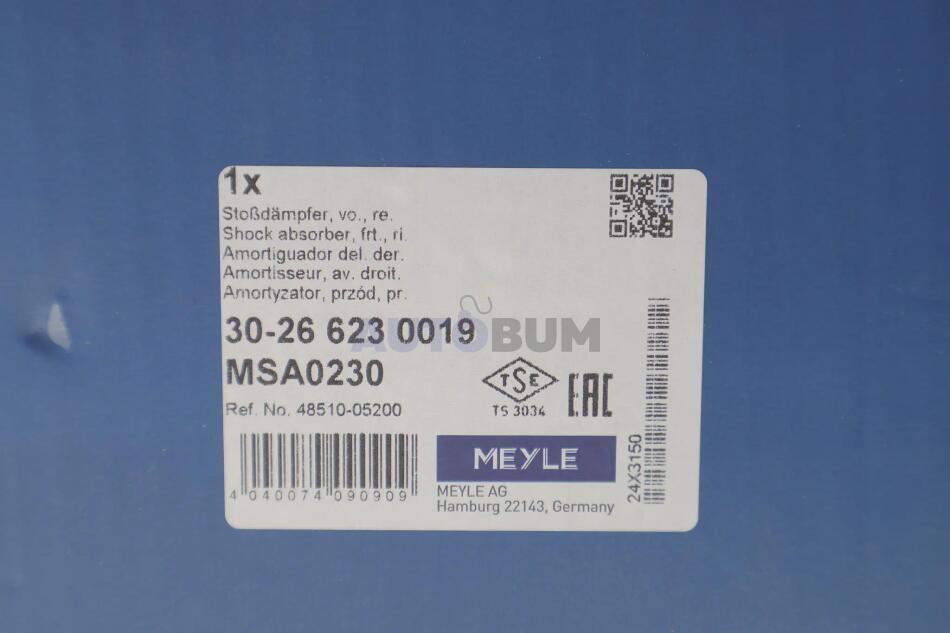 1x
Stoßdämpfer, vo., re.
Shock absorber, frt., ri.
Amortiguador del. der.
Amortisseur, av. droit.
Amortyzator, przód, pr.
30-26 623 0019
AUTOBUM
MSA0230
TSE
TS 3034
EAC
Ref. No. 48510-05200
4 040074 090909
MEYLE
MEYLE AG
Hamburg 22143, Germany
24X3150